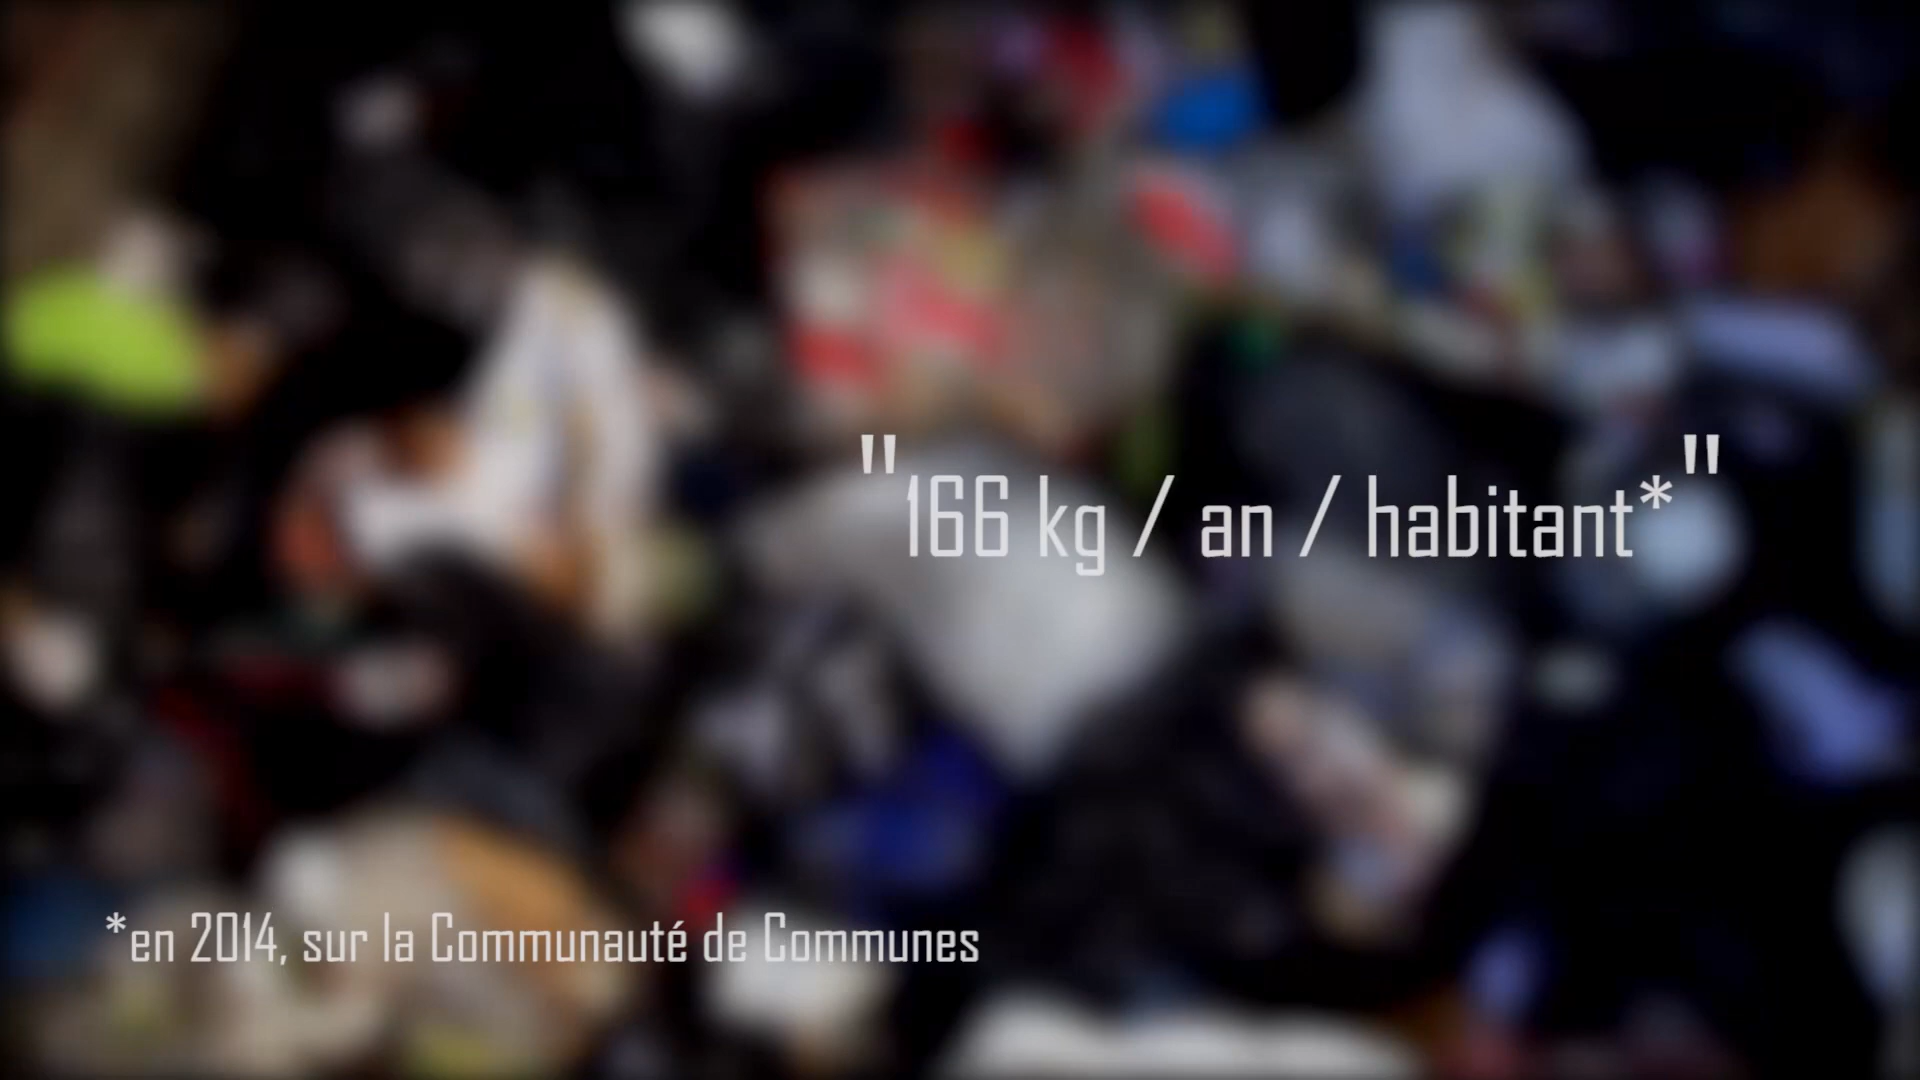 "166 kg / an / habitant*"
*en 2014, sur la Communauté de Communes